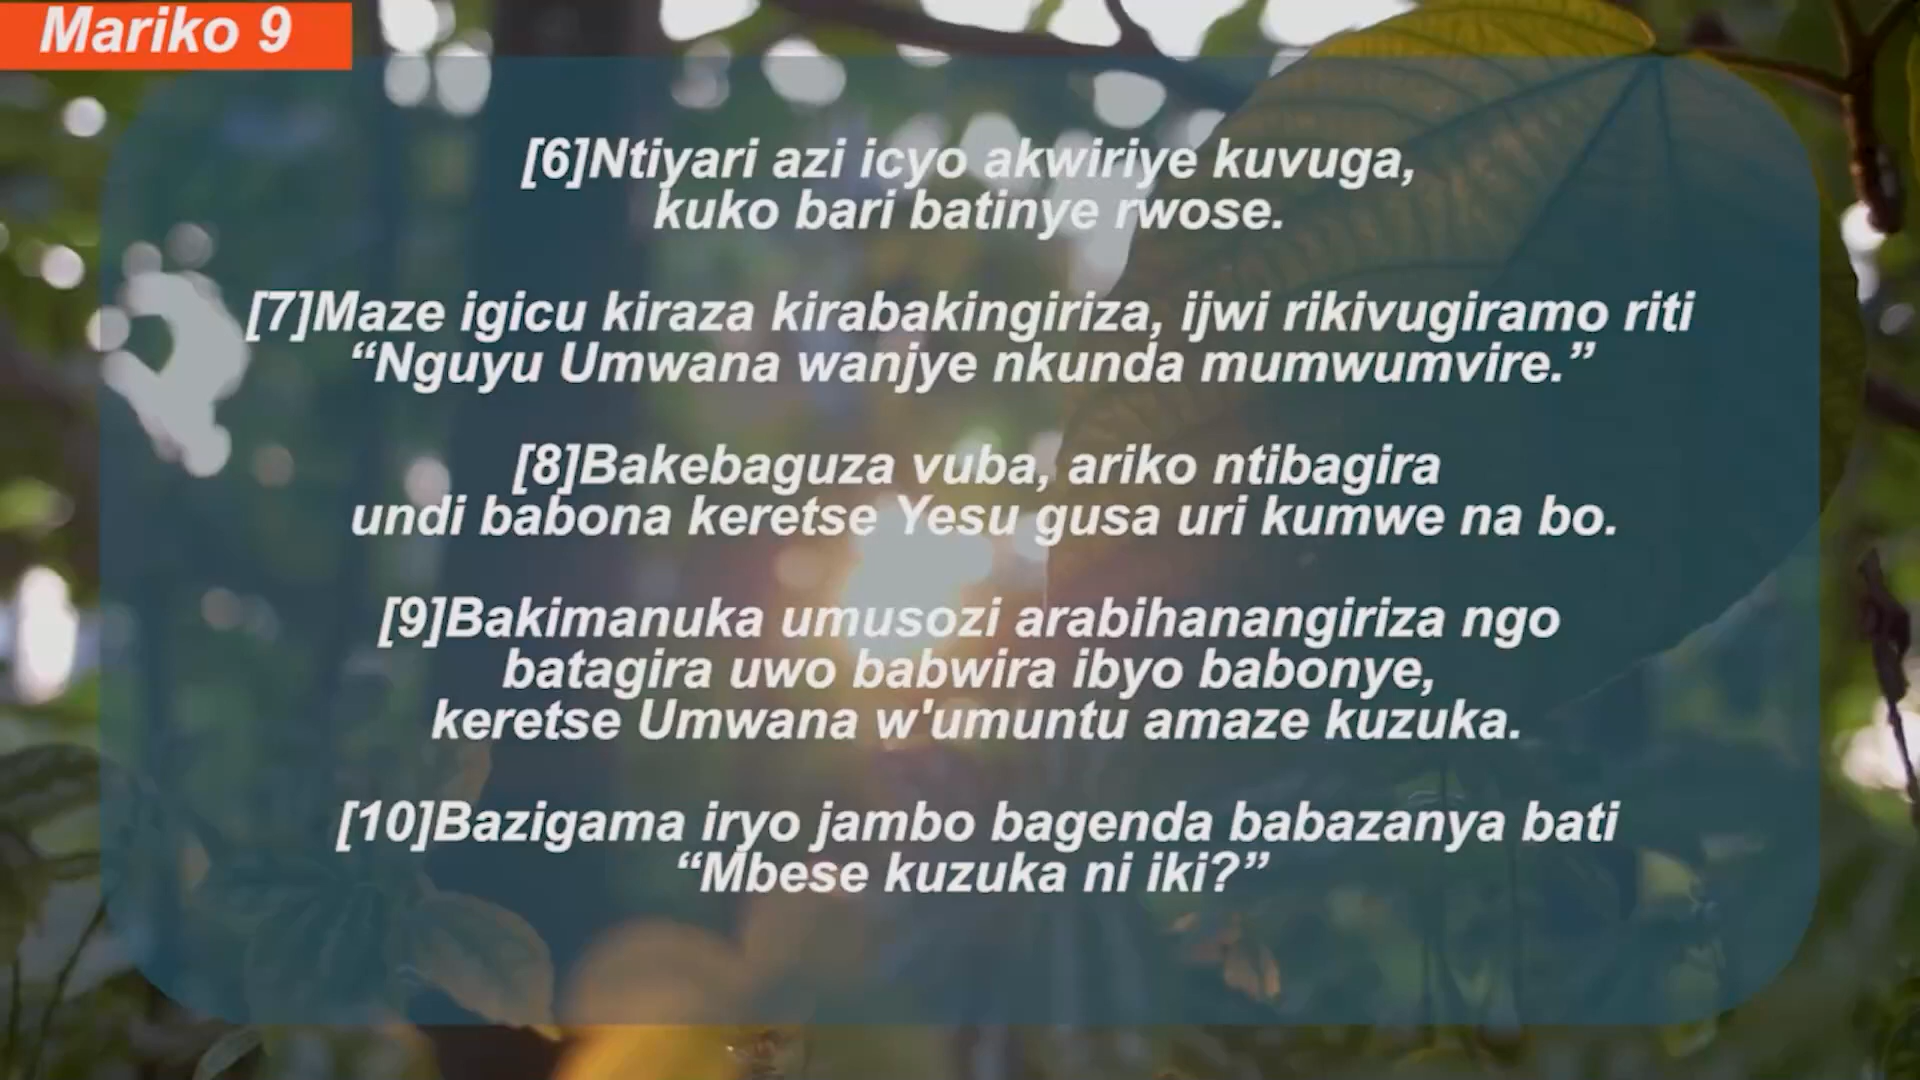 Mariko 9
[6]Ntiyari azi icyo akwiriye kuvuga,
kuko bari batinye rwose.
[7]Maze igicu kiraza kirabakingiriza, ijwi rikivugiramo riti
“Nguyu Umwana wanjye nkunda mumwumvire.”
[8]Bakebaguza vuba, ariko ntibagira
undi babona keretse Yesu gusa uri kumwe na bo.
[9]Bakimanuka umusozi arabihanangiriza ngo
batagira uwo babwira ibyo babonye,
keretse Umwana w'umuntu amaze kuzuka.
[10]Bazigama iryo jambo bagenda babazanya bati
“Mbese kuzuka ni iki?”